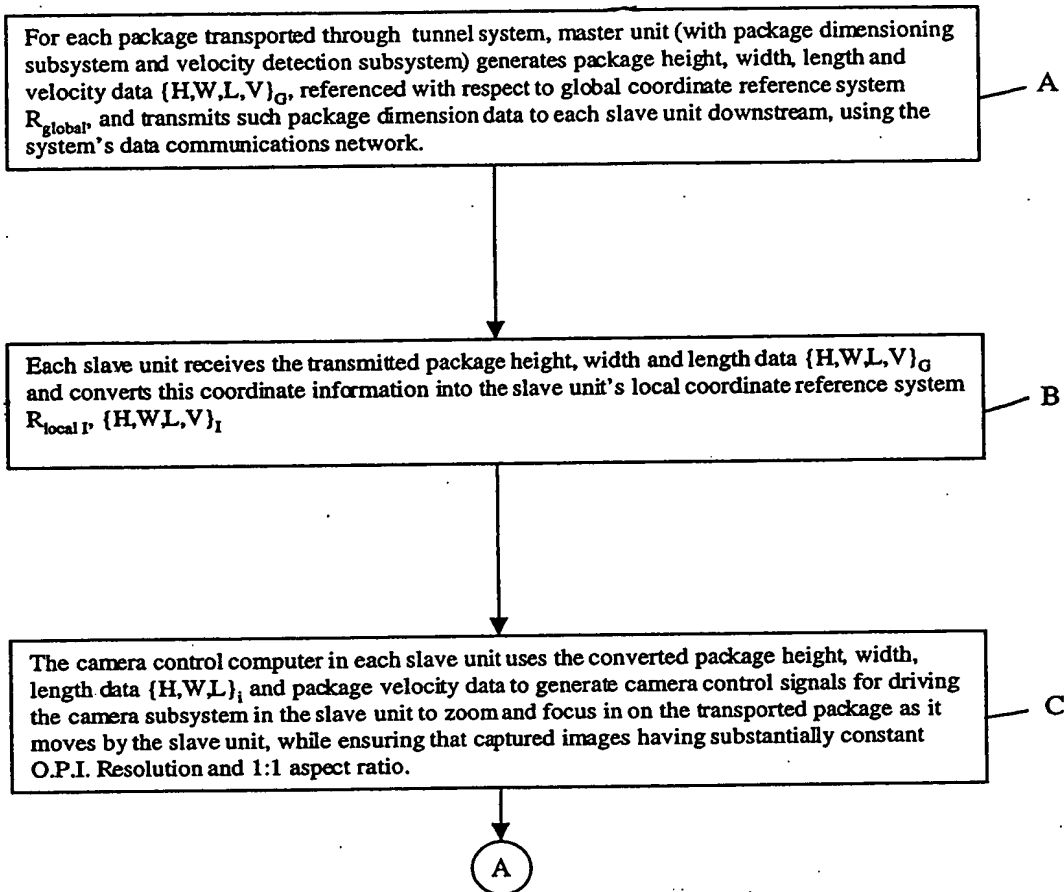 For each package transported through tunnel system, master unit (with package dimensioning
subsystem and velocity detection subsystem) generates package height, width, length and
velocity data {H,W,L,V}G, referenced with respect to global coordinate reference system
Rglobal, and transmits such package dimension data to each slave unit downstream, using the
system's data communications network.
A
Each slave unit receives the transmitted package height, width and length data {H,W,L,V}G
and converts this coordinate information into the slave unit's local coordinate reference system
Rlocal I, {H,W,L,V}I
B
The camera control computer in each slave unit uses the converted package height, width,
length data {H,W,L}i and package velocity data to generate camera control signals for driving
the camera subsystem in the slave unit to zoom and focus in on the transported package as it
moves by the slave unit, while ensuring that captured images having substantially constant
O.P.I. Resolution and 1:1 aspect ratio.
C
A